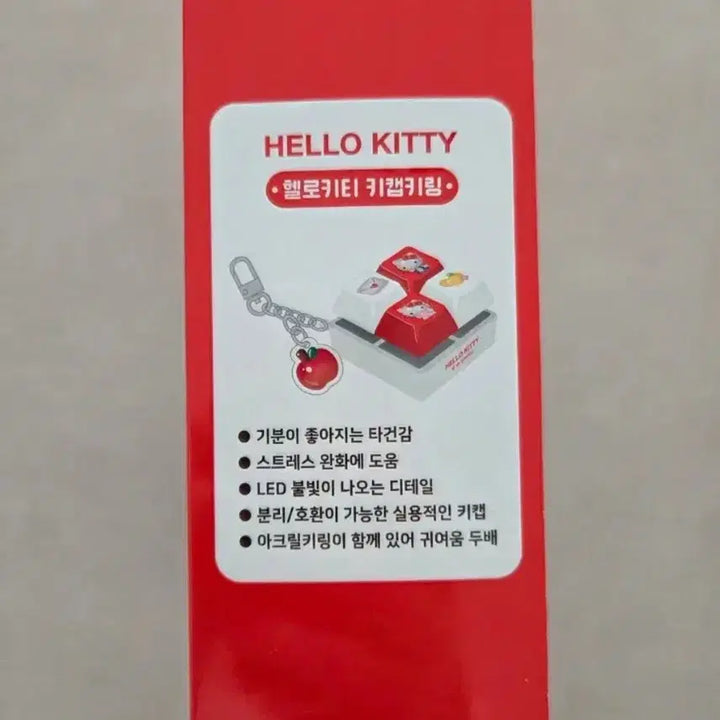 HELLO KITTY
헬로키티 키캡키링
HELLO KITTY
● 기분이 좋아지는 타건감
● 스트레스 완화에 도움
● LED 불빛이 나오는 디테일
● 분리/호환이 가능한 실용적인 키캡
● 아크릴키링이 함께 있어 귀여움 두배